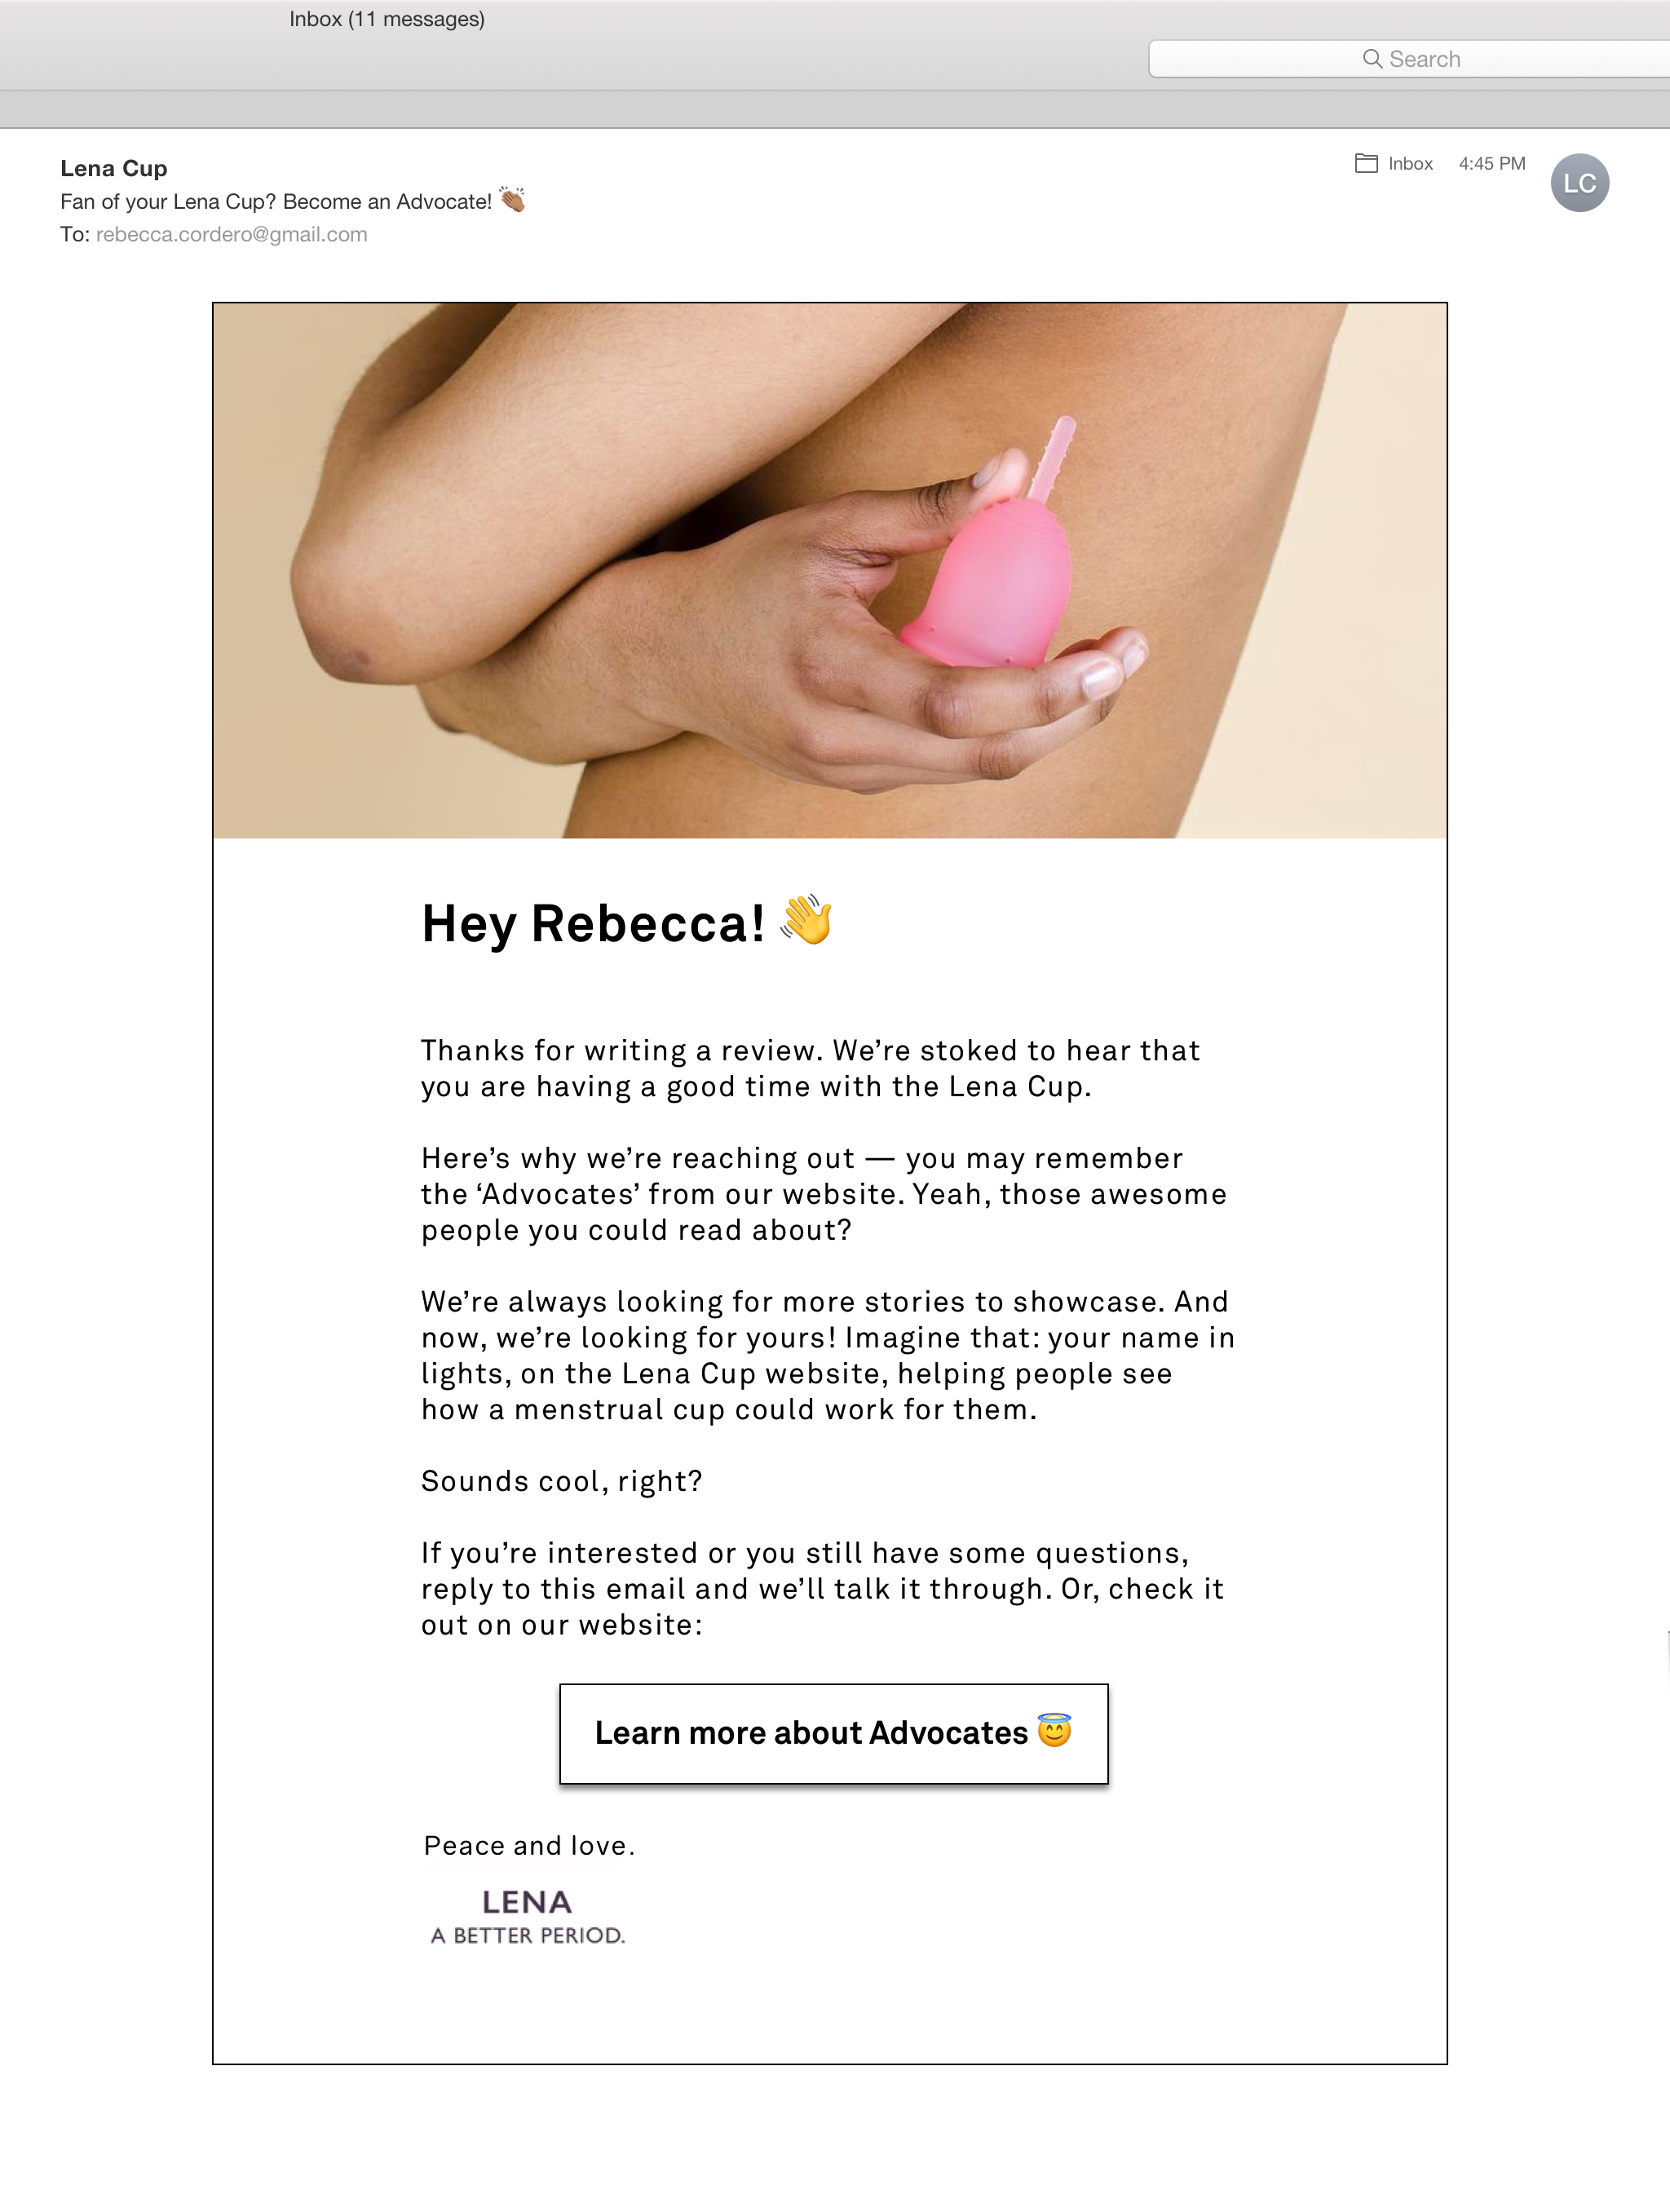 Inbox (11 messages)
Search
Lena Cup
Fan of your Lena Cup? Become an Advocate! 👏🏽
To: rebecca.cordero@gmail.com
Inbox 4:45 PM
LC
Hey Rebecca! 👋
Thanks for writing a review. We’re stoked to hear that
you are having a good time with the Lena Cup.
Here’s why we’re reaching out — you may remember
the ‘Advocates’ from our website. Yeah, those awesome
people you could read about?
We’re always looking for more stories to showcase. And
now, we’re looking for yours! Imagine that: your name in
lights, on the Lena Cup website, helping people see
how a menstrual cup could work for them.
Sounds cool, right?
If you’re interested or you still have some questions,
reply to this email and we’ll talk it through. Or, check it
out on our website:
Learn more about Advocates 😇
Peace and love.
LENA
A BETTER PERIOD.